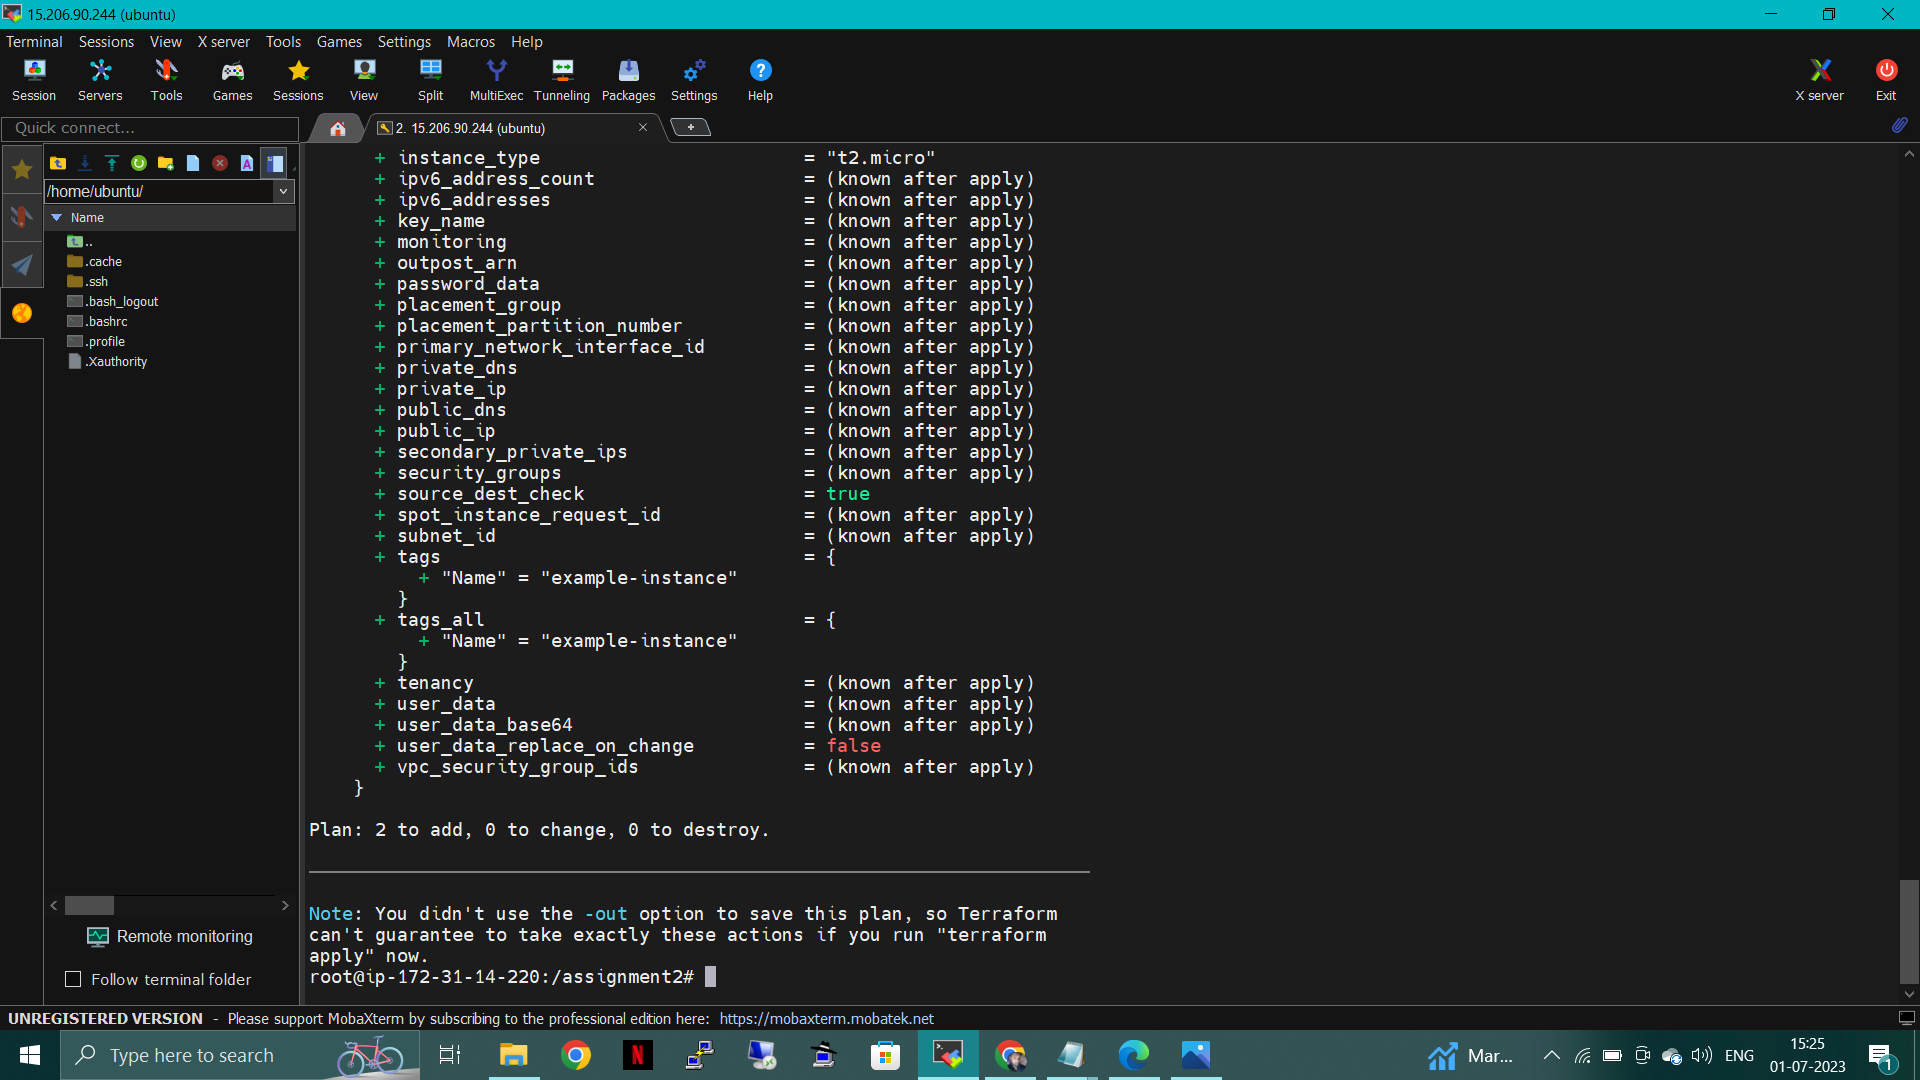 15.206.90.244 (ubuntu)
Terminal Sessions View X server Tools Games Settings Macros Help
Session Servers Tools Games Sessions View Split MultiExec Tunneling Packages Settings Help X server Exit
Quick connect...
2. 15.206.90.244 (ubuntu)
/home/ubuntu/
Name
..
.cache
.ssh
.bash_logout
.bashrc
.profile
.Xauthority
+ instance_type = "t2.micro"
+ ipv6_address_count = (known after apply)
+ ipv6_addresses = (known after apply)
+ key_name = (known after apply)
+ monitoring = (known after apply)
+ outpost_arn = (known after apply)
+ password_data = (known after apply)
+ placement_group = (known after apply)
+ placement_partition_number = (known after apply)
+ primary_network_interface_id = (known after apply)
+ private_dns = (known after apply)
+ private_ip = (known after apply)
+ public_dns = (known after apply)
+ public_ip = (known after apply)
+ secondary_private_ips = (known after apply)
+ security_groups = (known after apply)
+ source_dest_check = true
+ spot_instance_request_id = (known after apply)
+ subnet_id = (known after apply)
+ tags = {
+ "Name" = "example-instance"
}
+ tags_all = {
+ "Name" = "example-instance"
}
+ tenancy = (known after apply)
+ user_data = (known after apply)
+ user_data_base64 = (known after apply)
+ user_data_replace_on_change = false
+ vpc_security_group_ids = (known after apply)
}
Plan: 2 to add, 0 to change, 0 to destroy.
Note: You didn't use the -out option to save this plan, so Terraform
can't guarantee to take exactly these actions if you run "terraform
apply" now.
root@ip-172-31-14-220:/assignment2#
Remote monitoring
Follow terminal folder
UNREGISTERED VERSION - Please support MobaXterm by subscribing to the professional edition here: https://mobaxterm.mobatek.net
Type here to search
Mar...
ENG
15:25
01-07-2023
1